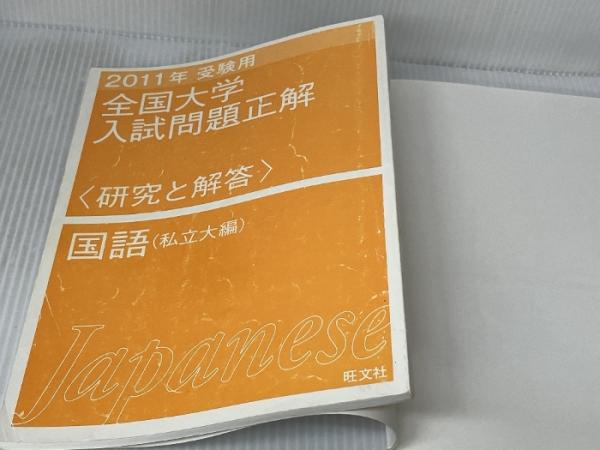 2011年 受験用
全国大学
入試問題正解
〈研究と解答〉
国語(私立大編)
Japanese
旺文社